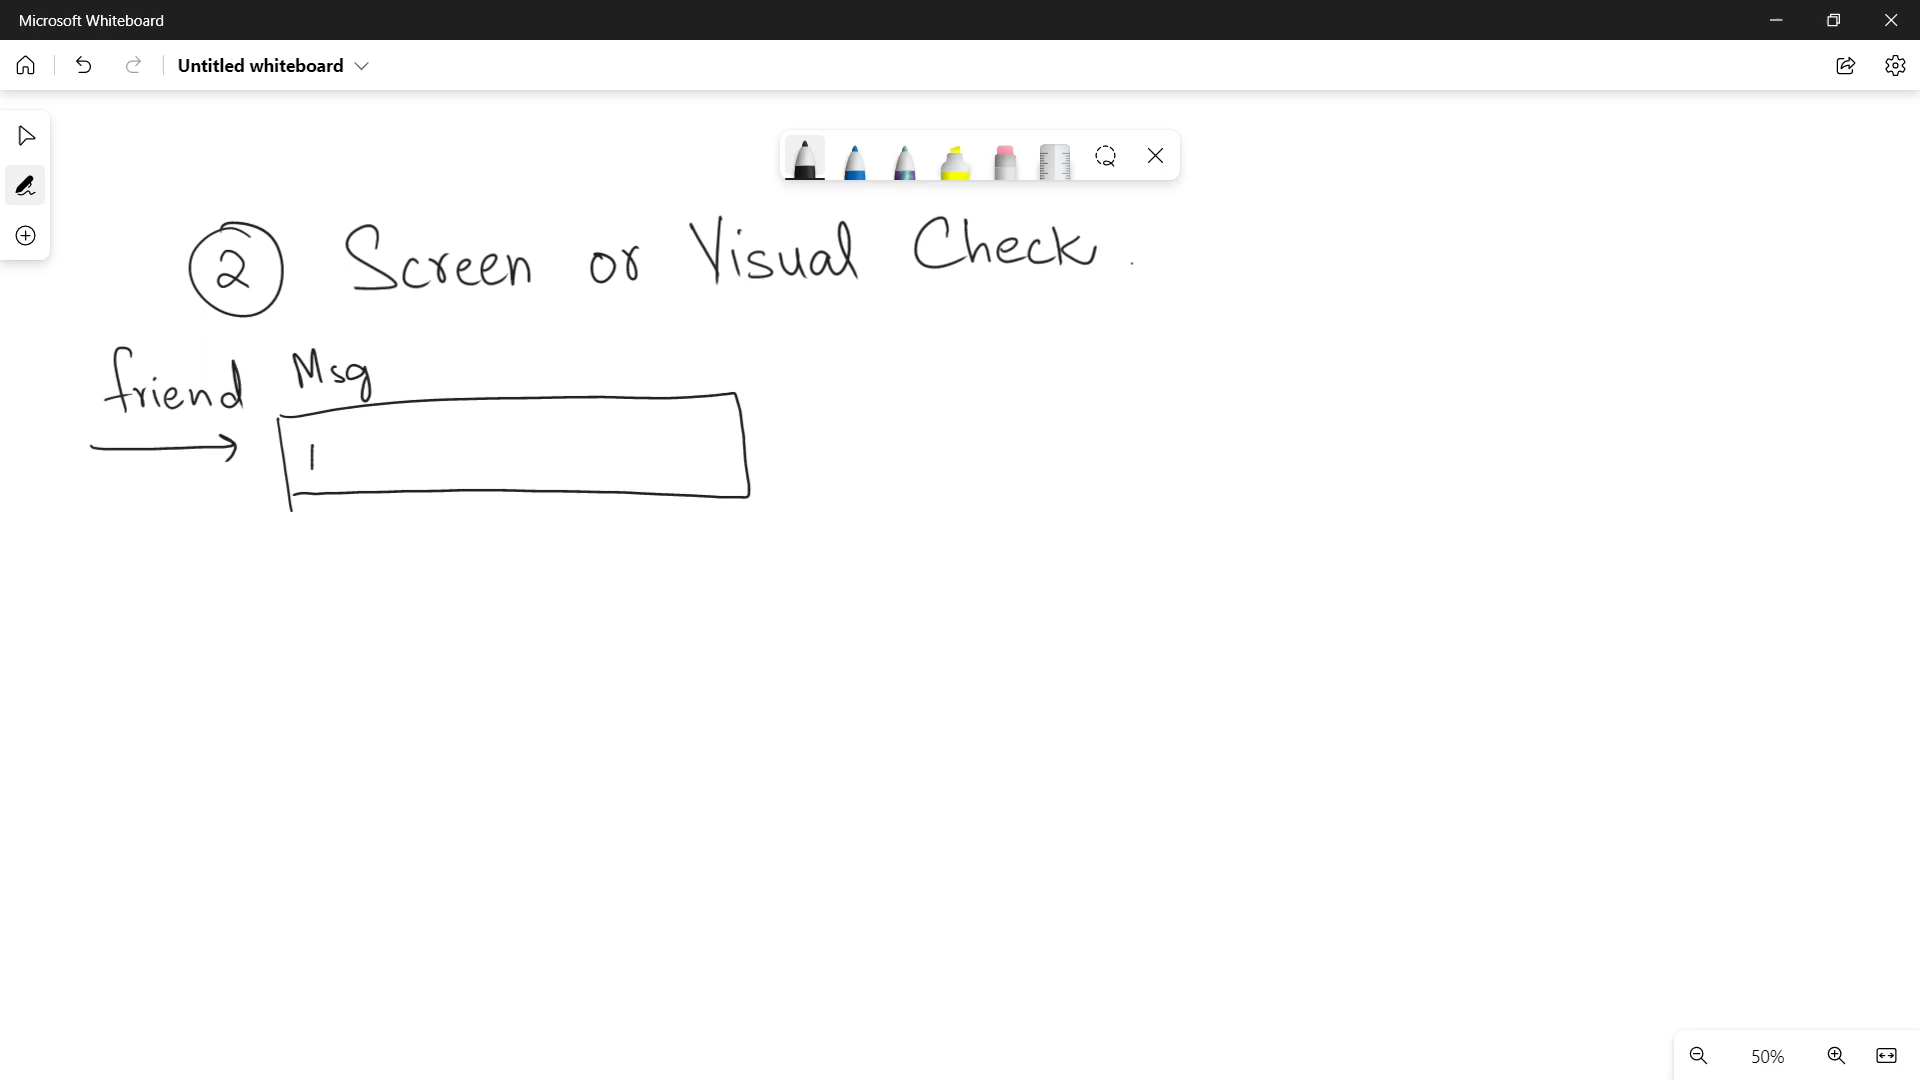 Microsoft Whiteboard
Untitled whiteboard
② Screen or Visual Check.
friend Msg
50%